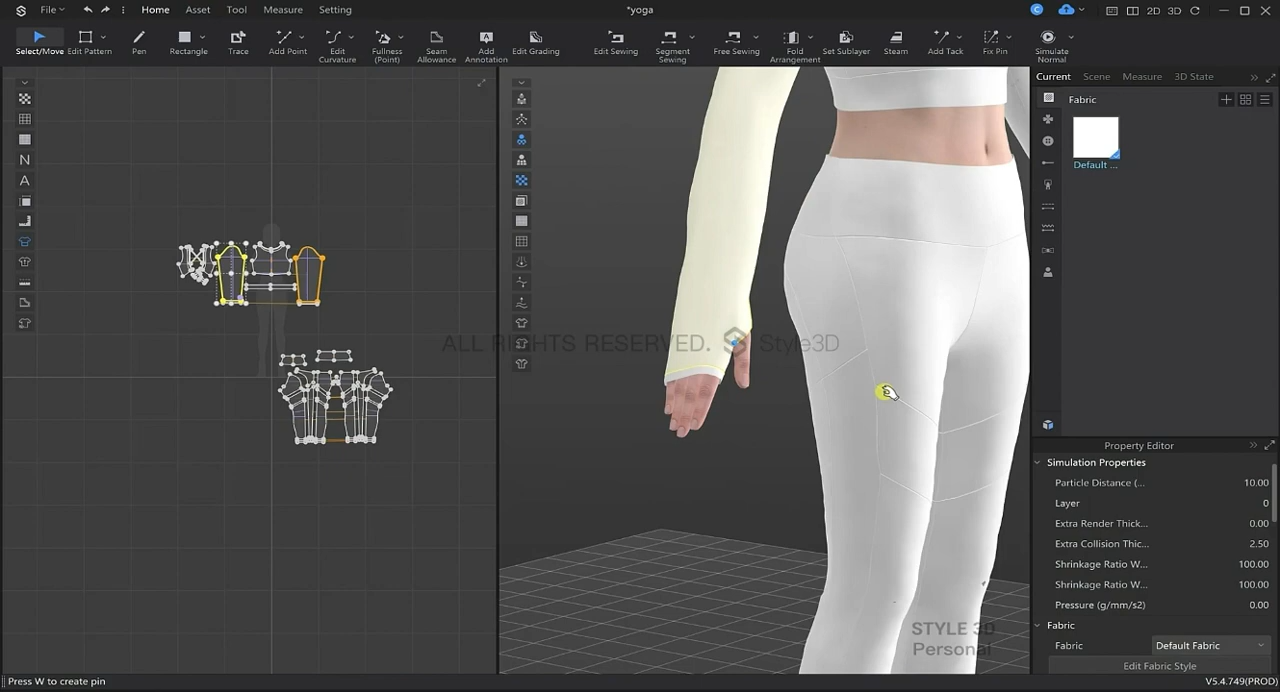 File Home Asset Tool Measure Setting *yoga C 2D 3D
Select/Move Edit Pattern Pen Rectangle Trace Add Point Edit Curvature Fullness (Point) Seam Allowance Add Annotation Edit Grading Edit Sewing Segment Sewing Free Sewing Fold Arrangement Set Sublayer Steam Add Tack Fix Pin Simulate Normal
Current Scene Measure 3D State
Fabric
Default ...
N
A
ALL RIGHTS RESERVED. Style3D
STYLE 3D
Personal
Property Editor
Simulation Properties
Particle Distance (... 10.00
Layer 0
Extra Render Thick... 0.00
Extra Collision Thic... 2.50
Shrinkage Ratio W... 100.00
Shrinkage Ratio W... 100.00
Pressure (g/mm/s2) 0.00
Fabric
Fabric Default Fabric
Edit Fabric Style
Press W to create pin V5.4.749(PROD)